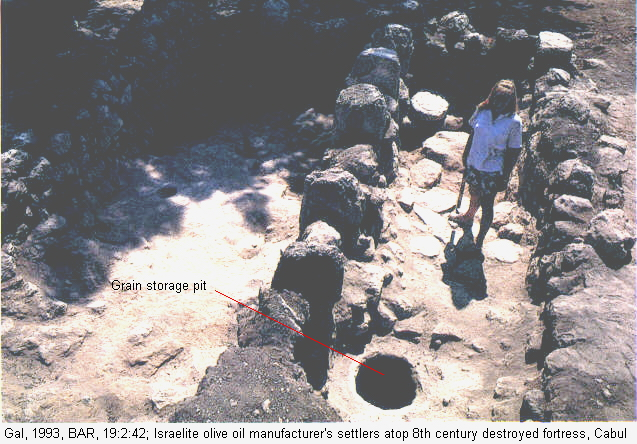 Grain storage pit
Gal, 1993, BAR, 19:2:42; Israelite olive oil manufacturer's settlers atop 8th century destroyed fortress, Cabul